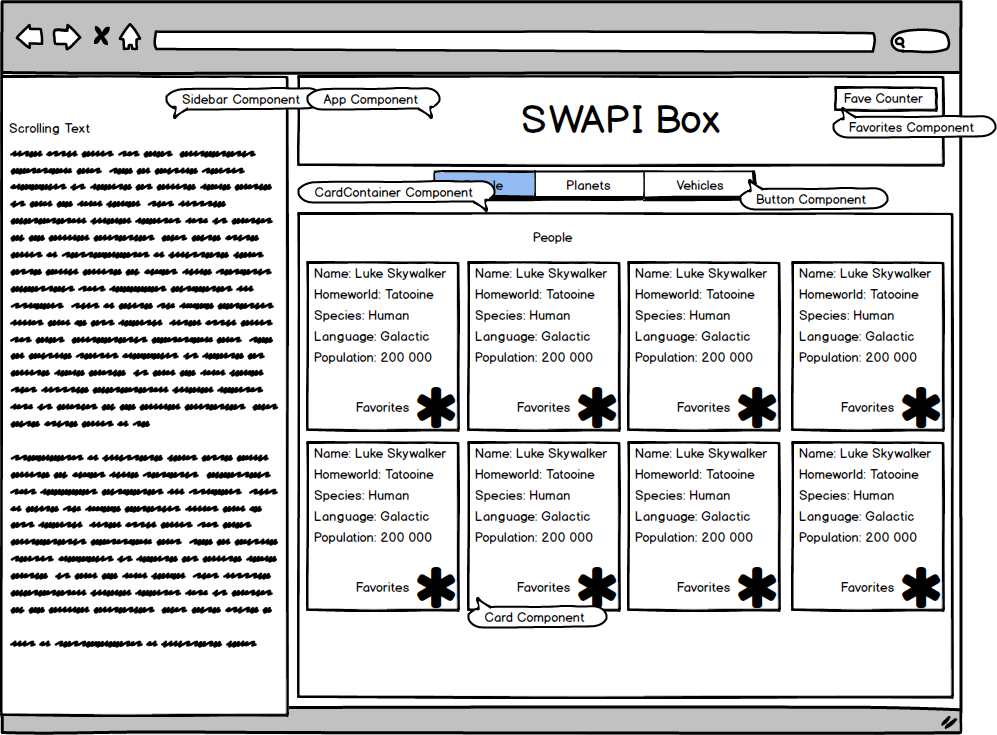 Sidebar Component
App Component
SWAPI Box
Fave Counter
Favorites Component
Scrolling Text
CardContainer Component
Planets
Vehicles
Button Component
People
Name: Luke Skywalker
Homeworld: Tatooine
Species: Human
Language: Galactic
Population: 200 000
Favorites
Name: Luke Skywalker
Homeworld: Tatooine
Species: Human
Language: Galactic
Population: 200 000
Favorites
Name: Luke Skywalker
Homeworld: Tatooine
Species: Human
Language: Galactic
Population: 200 000
Favorites
Name: Luke Skywalker
Homeworld: Tatooine
Species: Human
Language: Galactic
Population: 200 000
Favorites
Name: Luke Skywalker
Homeworld: Tatooine
Species: Human
Language: Galactic
Population: 200 000
Favorites
Name: Luke Skywalker
Homeworld: Tatooine
Species: Human
Language: Galactic
Population: 200 000
Favorites
Card Component
Name: Luke Skywalker
Homeworld: Tatooine
Species: Human
Language: Galactic
Population: 200 000
Favorites
Name: Luke Skywalker
Homeworld: Tatooine
Species: Human
Language: Galactic
Population: 200 000
Favorites